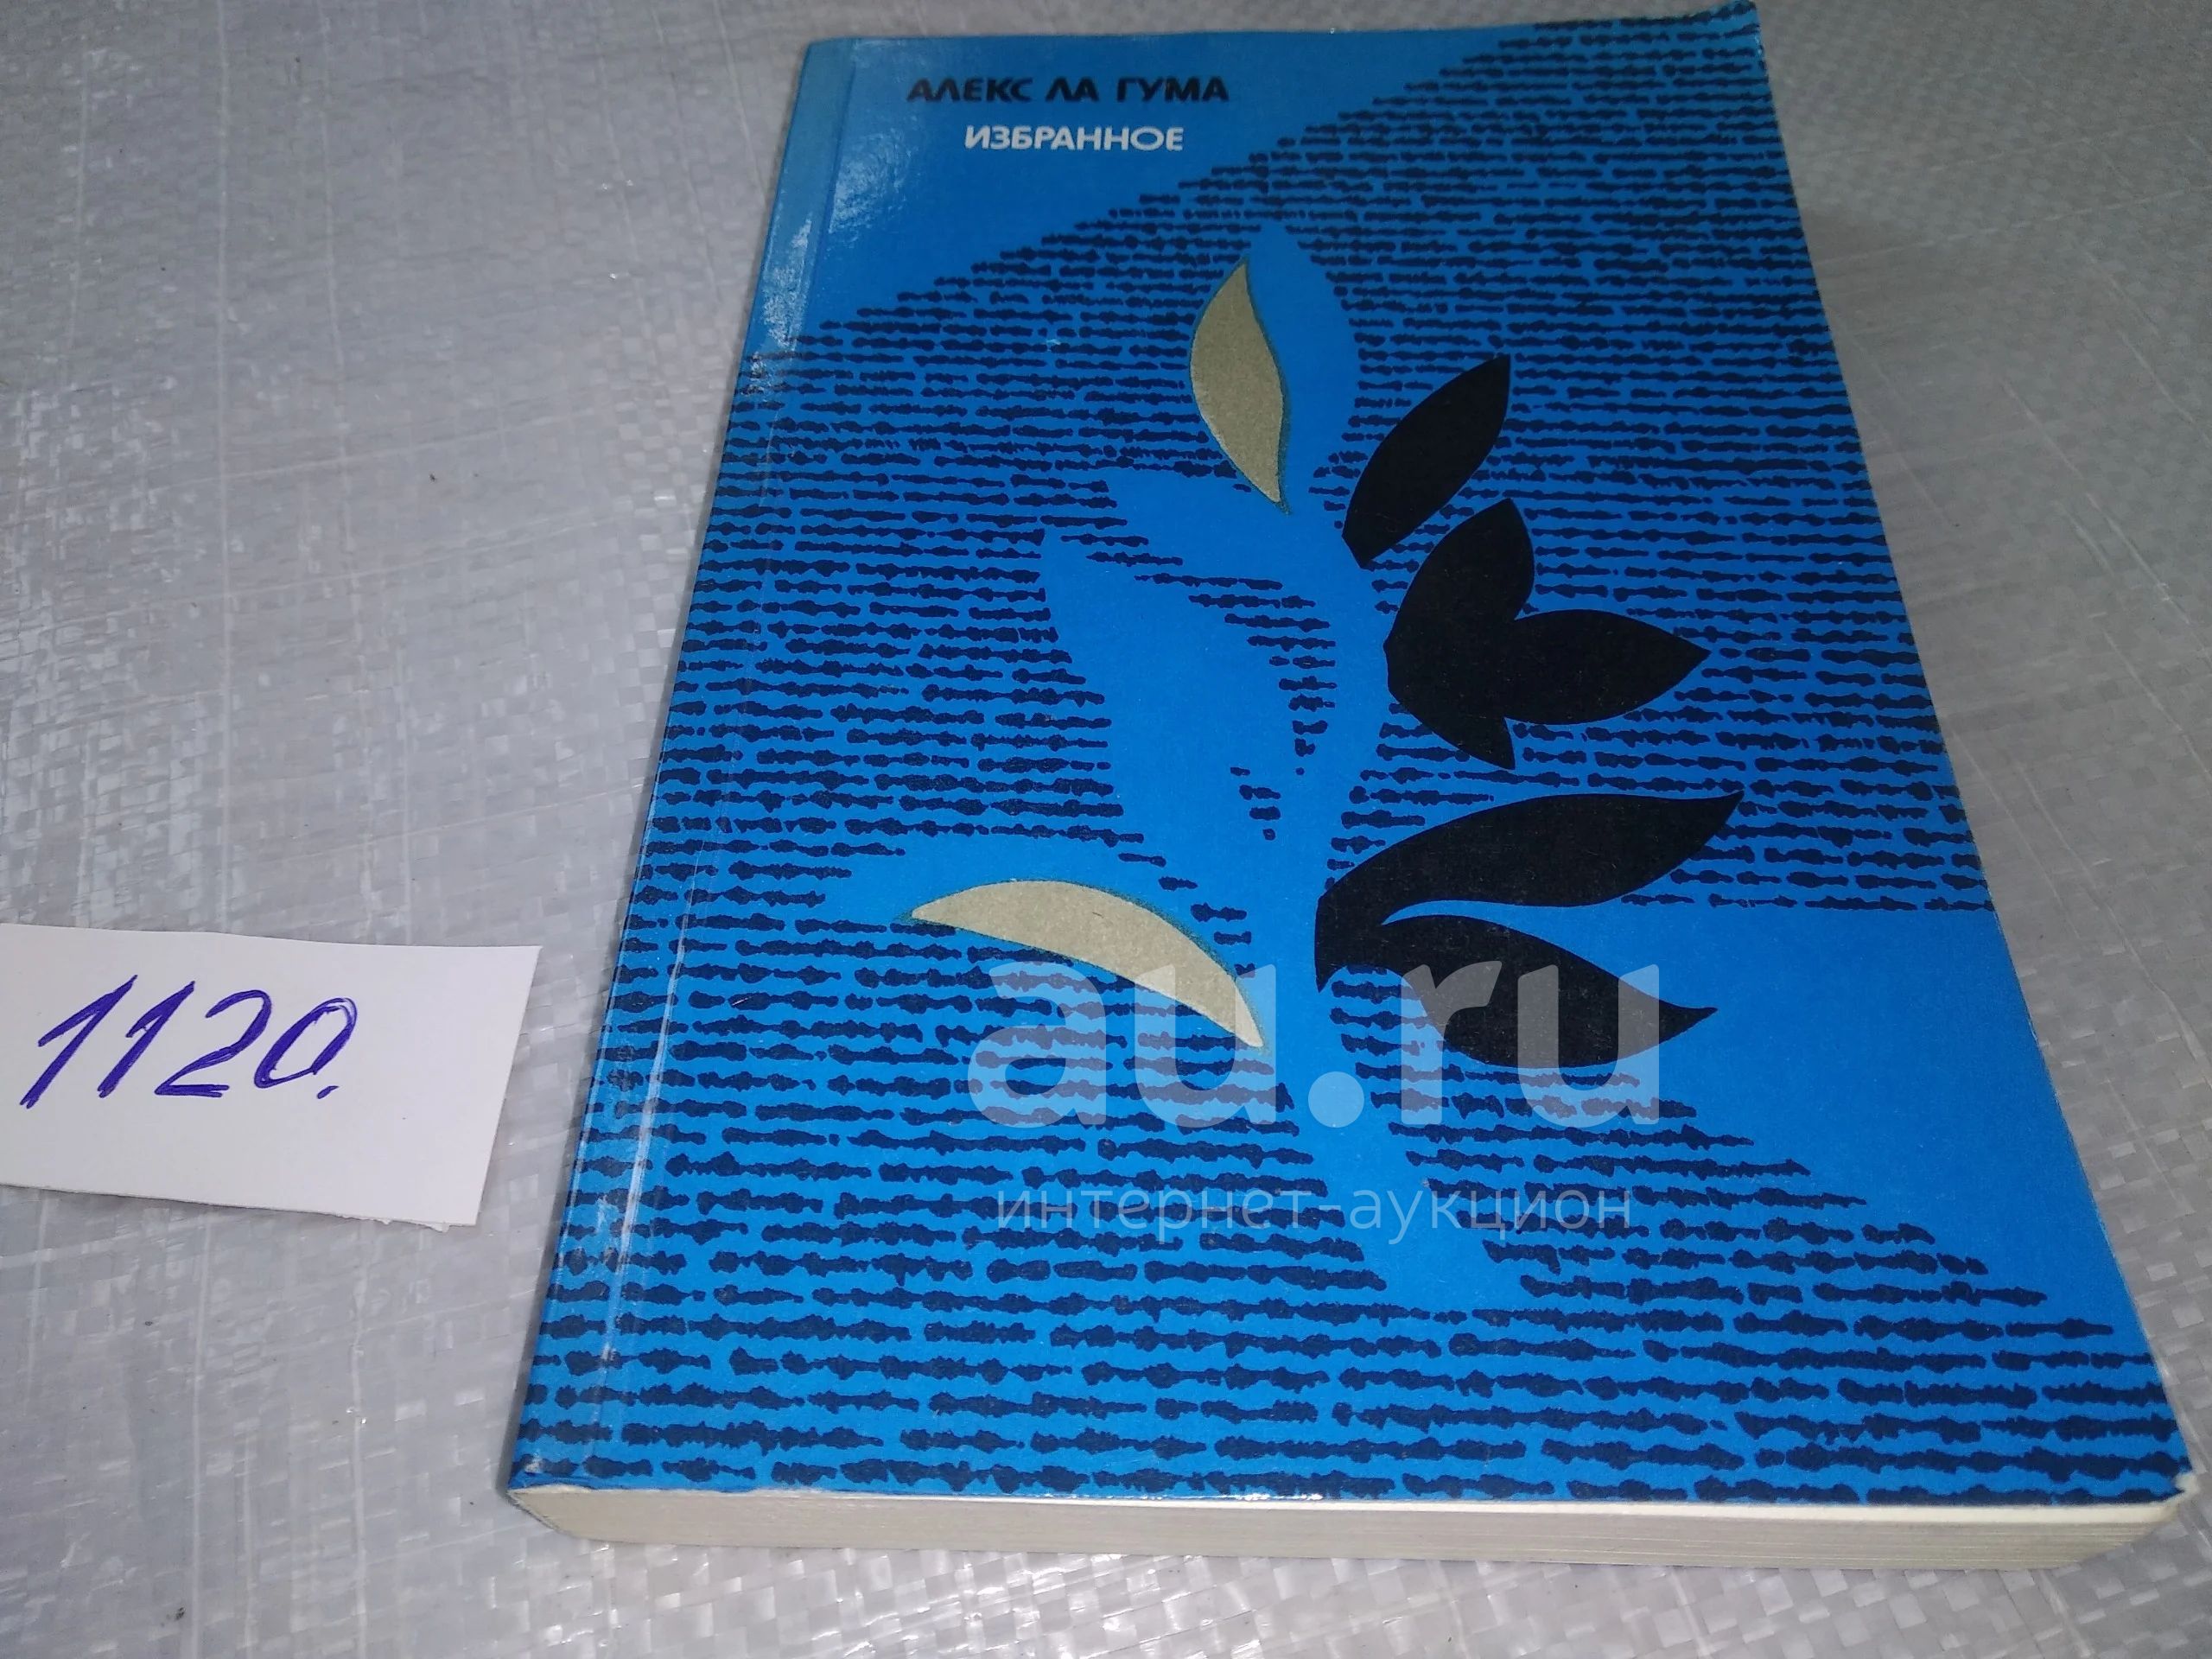 АЛЕКС ЛА ГУМА
ИЗБРАННОЕ
1120.
au.ru
интернет-аукцион